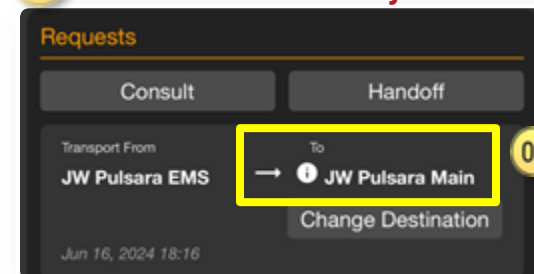 Requests
Consult Handoff
Transport From To
JW Pulsara EMS → JW Pulsara Main
Change Destination
Jun 16, 2024 18:16